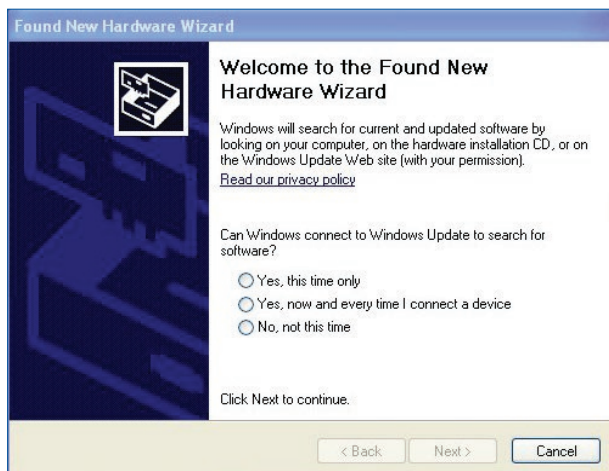 Found New Hardware Wizard
Welcome to the Found New
Hardware Wizard
Windows will search for current and updated software by
looking on your computer, on the hardware installation CD, or on
the Windows Update Web site (with your permission).
Read our privacy policy
Can Windows connect to Windows Update to search for
software?
Yes, this time only
Yes, now and every time I connect a device
No, not this time
Click Next to continue.
< Back Next > Cancel